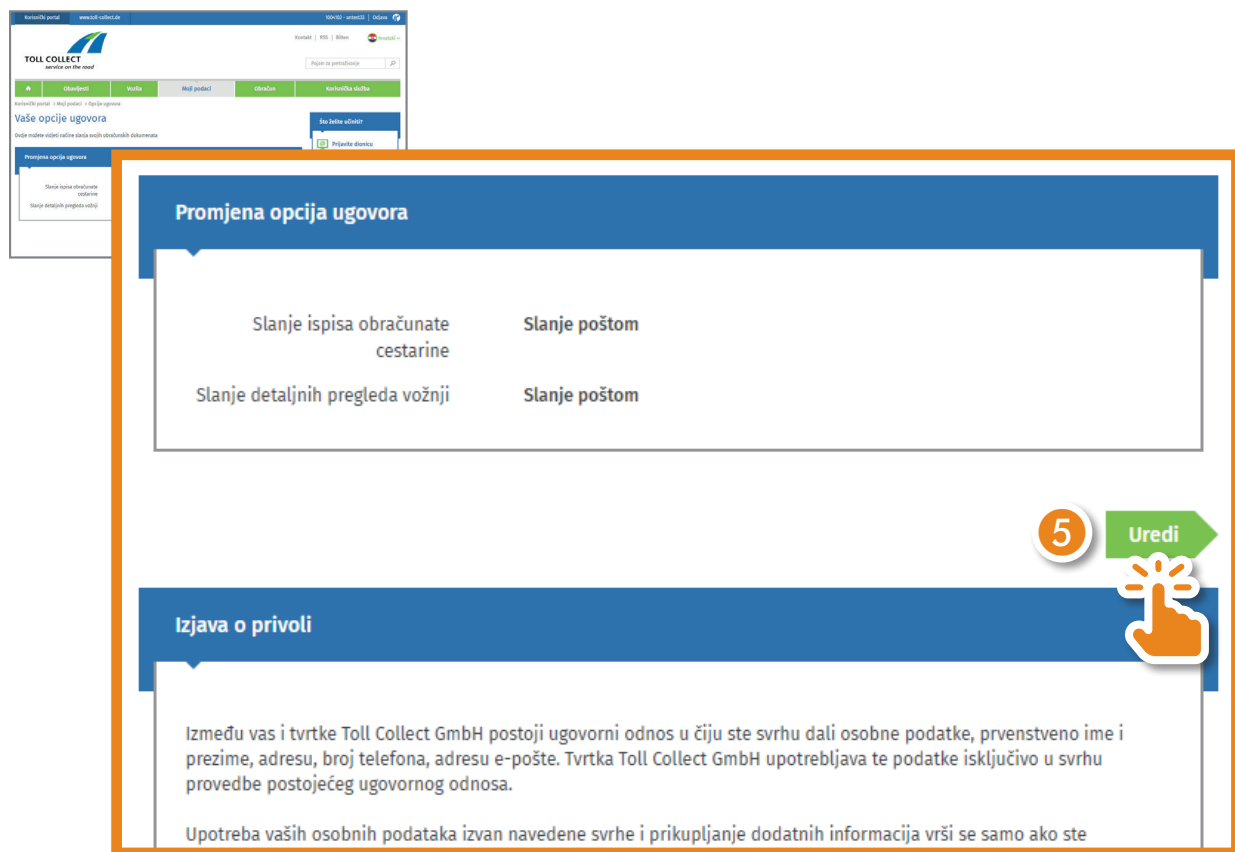 Korisnički portal www.toll-collect.de Odjava
Kontakt | RSS | Bilten Hrvatski
TOLL COLLECT
service on the road
Pojam za pretraživanje
Obavijesti Vozila Moji podaci Obračun Korisnička služba
Korisnički portal > Moji podaci > Opcije ugovora
Vaše opcije ugovora
Što želite učiniti?
Ovdje možete vidjeti načine slanja svojih obračunskih dokumenata
Prijavite dionicu
Promjena opcija ugovora
Slanje ispisa obračunate
cestarine
Slanje detaljnih pregleda vožnji
Promjena opcija ugovora
Slanje ispisa obračunate Slanje poštom
cestarine
Slanje detaljnih pregleda vožnji Slanje poštom
5 Uredi
Izjava o privoli
Između vas i tvrtke Toll Collect GmbH postoji ugovorni odnos u čiju ste svrhu dali osobne podatke, prvenstveno ime i
prezime, adresu, broj telefona, adresu e-pošte. Tvrtka Toll Collect GmbH upotrebljava te podatke isključivo u svrhu
provedbe postojećeg ugovornog odnosa.
Upotreba vaših osobnih podataka izvan navedene svrhe i prikupljanje dodatnih informacija vrši se samo ako ste